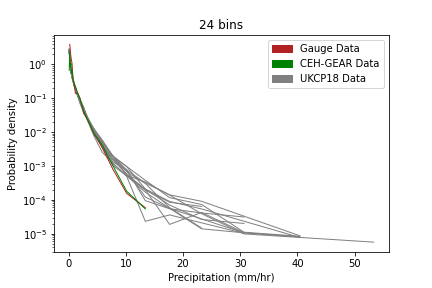 24 bins
Gauge Data
CEH-GEAR Data
UKCP18 Data
Probability density
10⁰
10⁻¹
10⁻²
10⁻³
10⁻⁴
10⁻⁵
0 10 20 30 40 50
Precipitation (mm/hr)